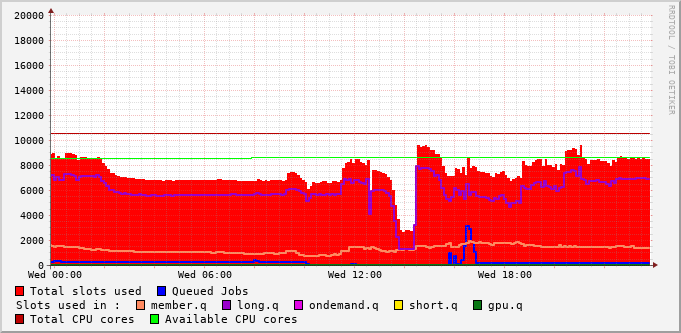 20000
18000
16000
14000
12000
10000
8000
6000
4000
2000
0
Wed 00:00 Wed 06:00 Wed 12:00 Wed 18:00
Total slots used Queued Jobs
Slots used in : member.q long.q ondemand.q short.q gpu.q
Total CPU cores Available CPU cores
RRDTOOL / TOBI OETIKER